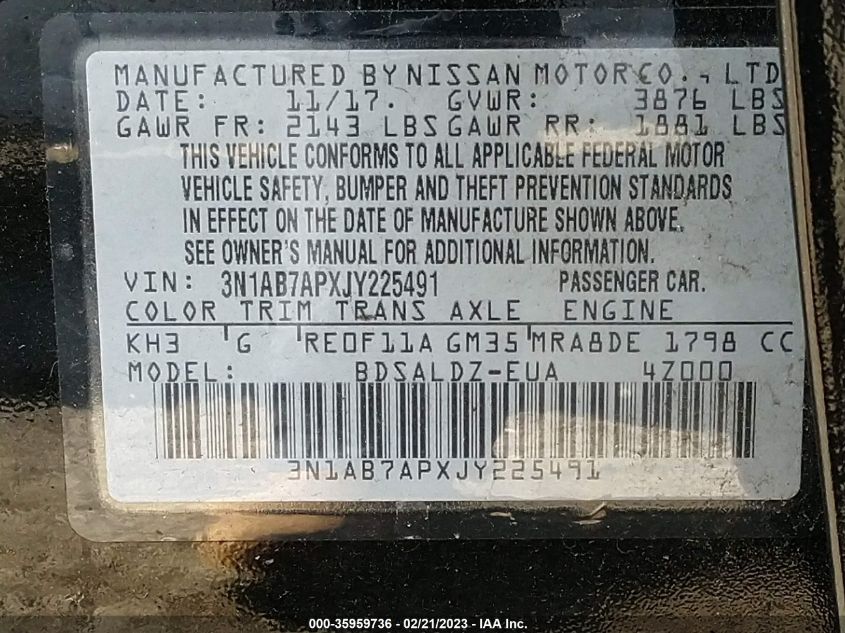 MANUFACTURED BY NISSAN MOTOR CO., LTD
DATE: 11/17. GVWR: 3876 LBS
GAWR FR: 2143 LBS GAWR RR: 1881 LBS
THIS VEHICLE CONFORMS TO ALL APPLICABLE FEDERAL MOTOR
VEHICLE SAFETY, BUMPER AND THEFT PREVENTION STANDARDS
IN EFFECT ON THE DATE OF MANUFACTURE SHOWN ABOVE.
SEE OWNER'S MANUAL FOR ADDITIONAL INFORMATION.
VIN: 3N1AB7APXJY225491 PASSENGER CAR.
COLOR TRIM TRANS AXLE ENGINE
KH3 G RE0F11A GM35 MRA8DE 1798 CC
MODEL: BDSALDZ-EUA 4Z000
3N1AB7APXJY225491
000-35959736 - 02/21/2023 - IAA Inc.